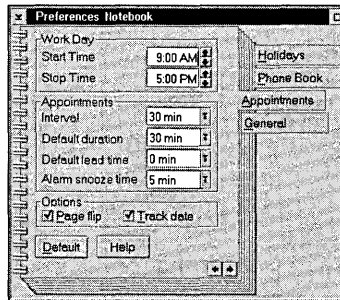 Preferences Notebook
Work Day
Start Time 9:00 AM
Stop Time 5:00 PM
Appointments
Interval 30 min
Default duration 30 min
Default lead time 0 min
Alarm snooze time 5 min
Options
Page flip Track date
Default Help
Holidays
Phone Book
Appointments
General